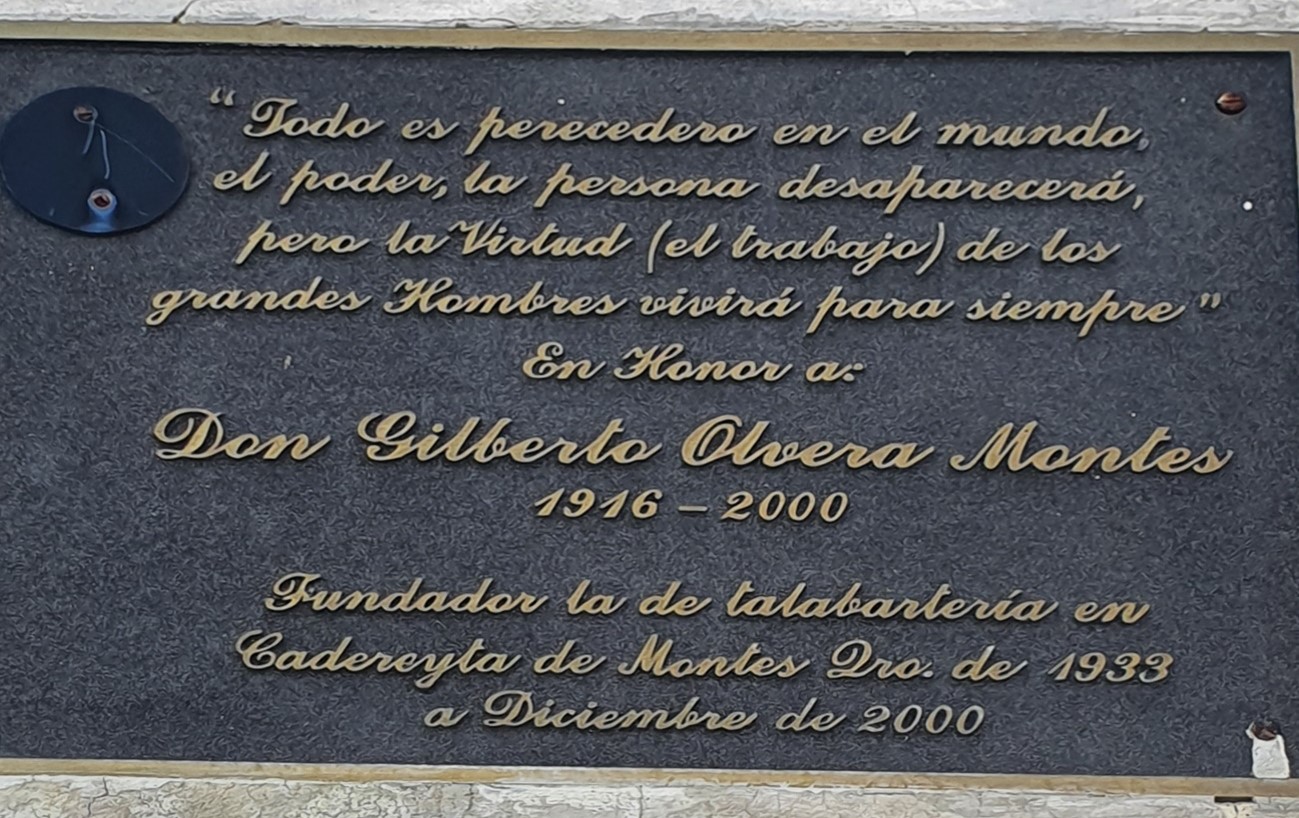 “Todo es perecedero en el mundo,
el poder, la persona desaparecerá,
pero la Virtud (el trabajo) de los
grandes Hombres vivirá para siempre”
En Honor a:
Don Gilberto Olvera Montes
1916 – 2000
Fundador la de talabartería en
Cadereyta de Montes Qro. de 1933
a Diciembre de 2000